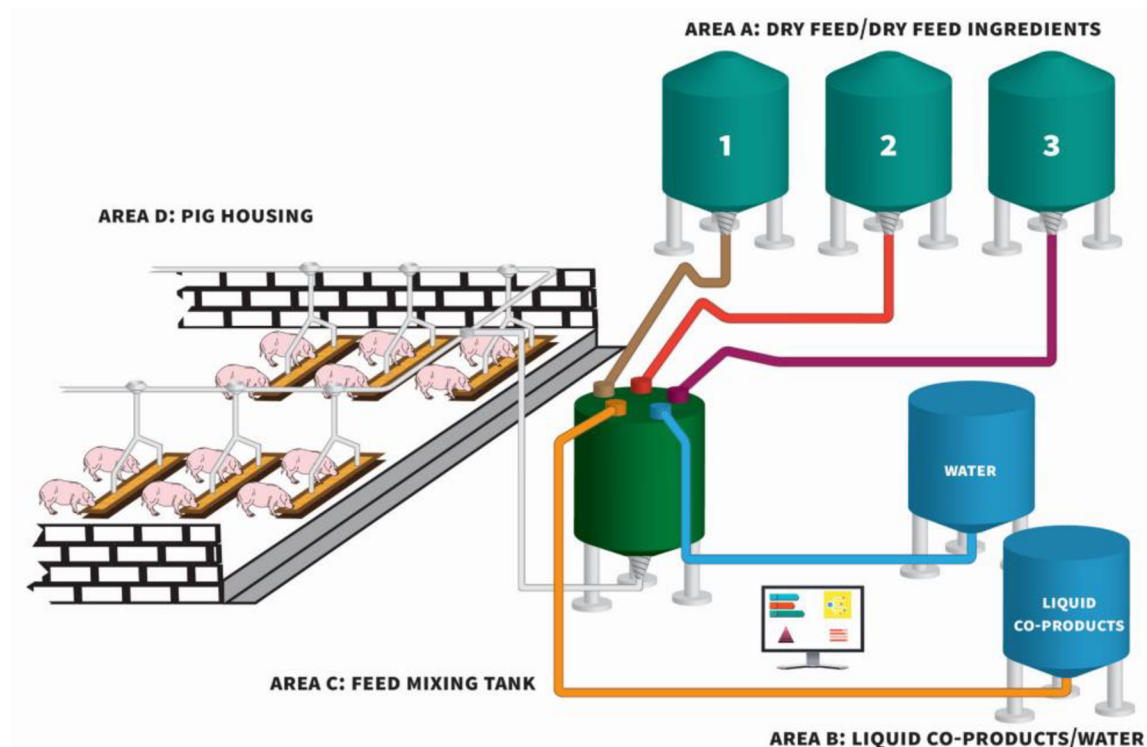 AREA A: DRY FEED/DRY FEED INGREDIENTS
1
2
3
AREA D: PIG HOUSING
WATER
LIQUID
CO-PRODUCTS
AREA C: FEED MIXING TANK
AREA B: LIQUID CO-PRODUCTS/WATER